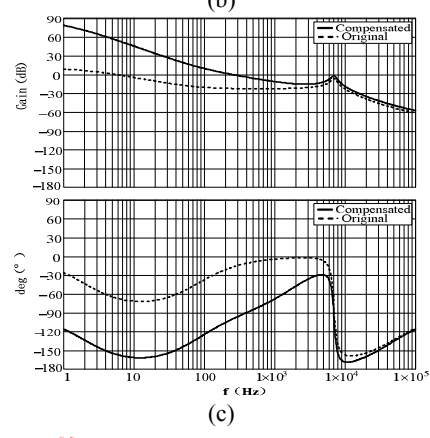 (b)
90
60
30
0
−30
−60
−90
−120
−150
−180
Gain (dB)
Compensated
Original
90
60
30
0
−30
−60
−90
−120
−150
−180
deg (°)
Compensated
Original
1 10 100 1×10³ 1×10⁴ 1×10⁵
f (Hz)
(c)